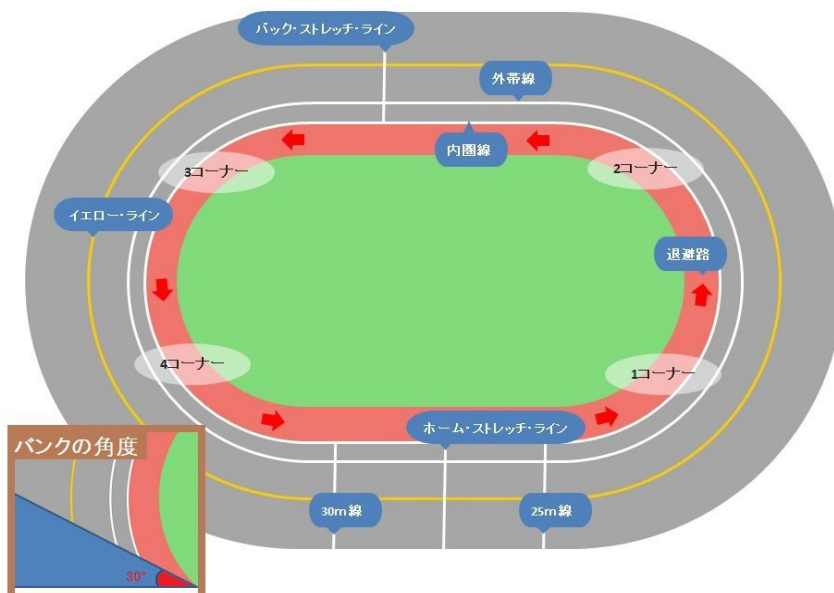 バック・ストレッチ・ライン
外帯線
内圏線
3コーナー
2コーナー
イエロー・ライン
退避路
4コーナー
1コーナー
ホーム・ストレッチ・ライン
バンクの角度
30m線
25m線
30°